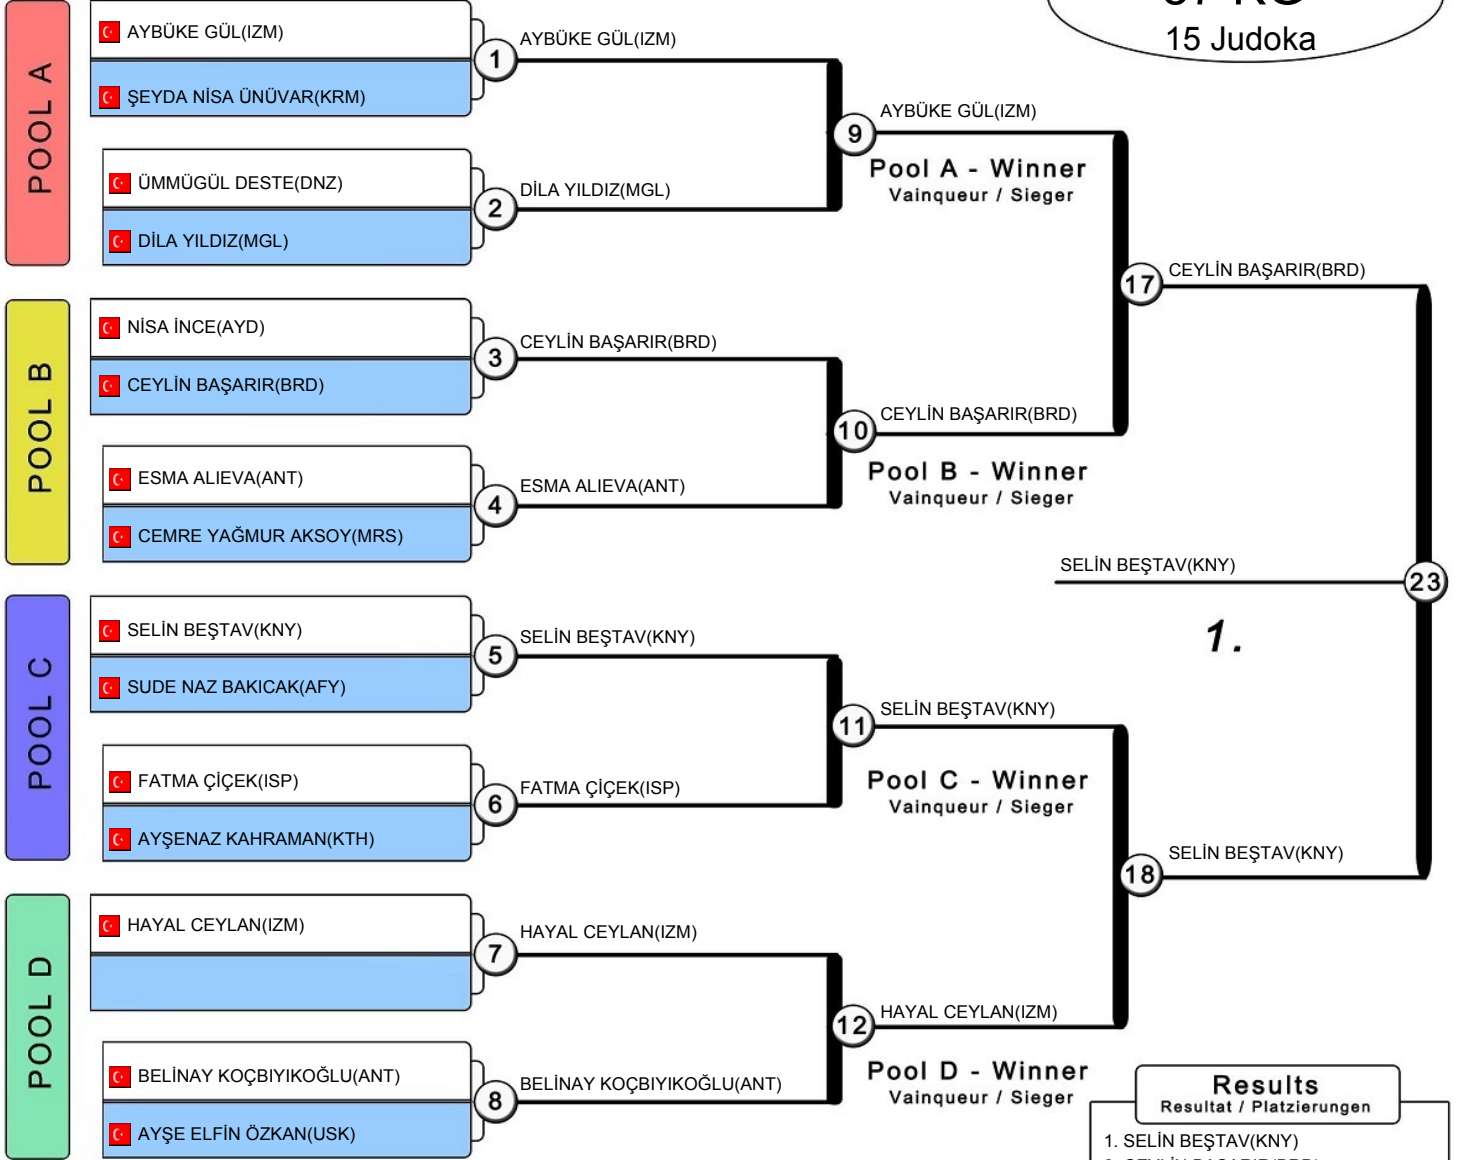 KG
15 Judoka
POOL A
AYBÜKE GÜL(IZM)
ŞEYDA NİSA ÜNÜVAR(KRM)
1
AYBÜKE GÜL(IZM)
ÜMMÜGÜL DESTE(DNZ)
DİLA YILDIZ(MGL)
2
DİLA YILDIZ(MGL)
9
AYBÜKE GÜL(IZM)
Pool A - Winner
Vainqueur / Sieger
POOL B
NİSA İNCE(AYD)
CEYLİN BAŞARIR(BRD)
3
CEYLİN BAŞARIR(BRD)
ESMA ALIEVA(ANT)
CEMRE YAĞMUR AKSOY(MRS)
4
ESMA ALIEVA(ANT)
10
CEYLİN BAŞARIR(BRD)
Pool B - Winner
Vainqueur / Sieger
17
CEYLİN BAŞARIR(BRD)
SELİN BEŞTAV(KNY)
23
1.
POOL C
SELİN BEŞTAV(KNY)
SUDE NAZ BAKICAK(AFY)
5
SELİN BEŞTAV(KNY)
FATMA ÇİÇEK(ISP)
AYŞENAZ KAHRAMAN(KTH)
6
FATMA ÇİÇEK(ISP)
11
SELİN BEŞTAV(KNY)
Pool C - Winner
Vainqueur / Sieger
18
SELİN BEŞTAV(KNY)
POOL D
HAYAL CEYLAN(IZM)
7
HAYAL CEYLAN(IZM)
BELİNAY KOÇBIYIKOĞLU(ANT)
AYŞE ELFİN ÖZKAN(USK)
8
BELİNAY KOÇBIYIKOĞLU(ANT)
12
HAYAL CEYLAN(IZM)
Pool D - Winner
Vainqueur / Sieger
Results
Resultat / Platzierungen
1. SELİN BEŞTAV(KNY)